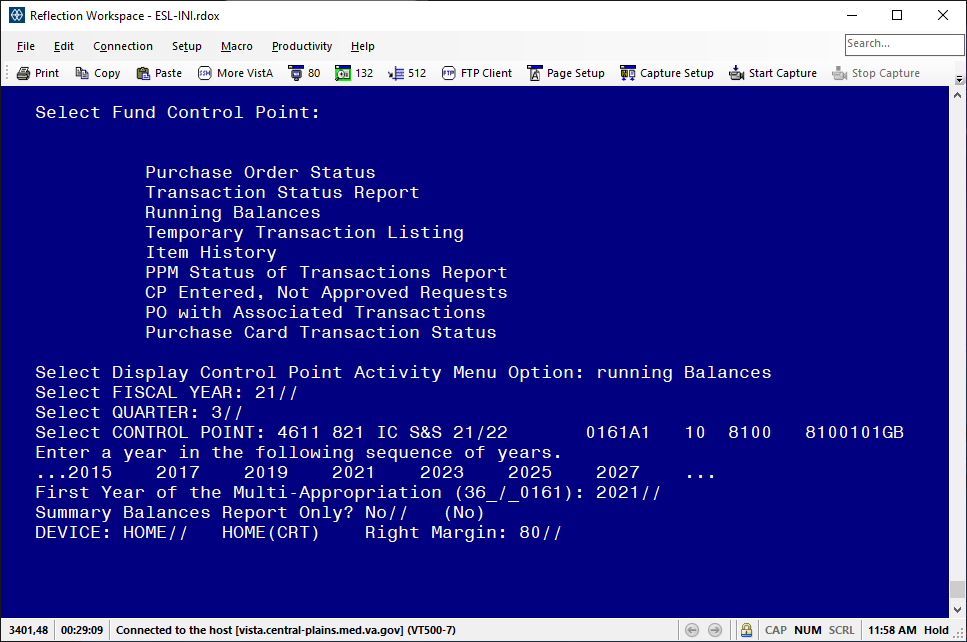 Reflection Workspace - ESL-INI.rdox
File Edit Connection Setup Macro Productivity Help
Search...
Print Copy Paste SSH More VistA 80 132 512 FTP FTP Client Page Setup Capture Setup Start Capture Stop Capture
Select Fund Control Point:
Purchase Order Status
Transaction Status Report
Running Balances
Temporary Transaction Listing
Item History
PPM Status of Transactions Report
CP Entered, Not Approved Requests
PO with Associated Transactions
Purchase Card Transaction Status
Select Display Control Point Activity Menu Option: running Balances
Select FISCAL YEAR: 21//
Select QUARTER: 3//
Select CONTROL POINT: 4611 821 IC S&S 21/22 0161A1 10 8100 8100101GB
Enter a year in the following sequence of years.
...2015 2017 2019 2021 2023 2025 2027 ...
First Year of the Multi-Appropriation (36_/_0161): 2021//
Summary Balances Report Only? No// (No)
DEVICE: HOME// HOME(CRT) Right Margin: 80//
3401,48 00:29:09 Connected to the host [vista.central-plains.med.va.gov] (VT500-7) CAP NUM SCRL 11:58 AM Hold